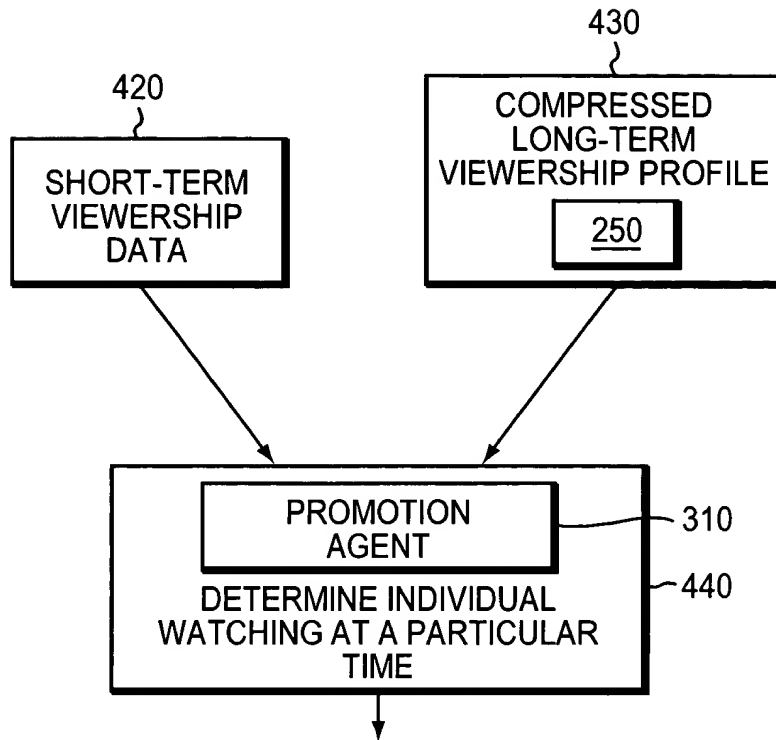 420
SHORT-TERM
VIEWERSHIP
DATA
430
COMPRESSED
LONG-TERM
VIEWERSHIP PROFILE
250
PROMOTION
AGENT
310
DETERMINE INDIVIDUAL
WATCHING AT A PARTICULAR
TIME
440